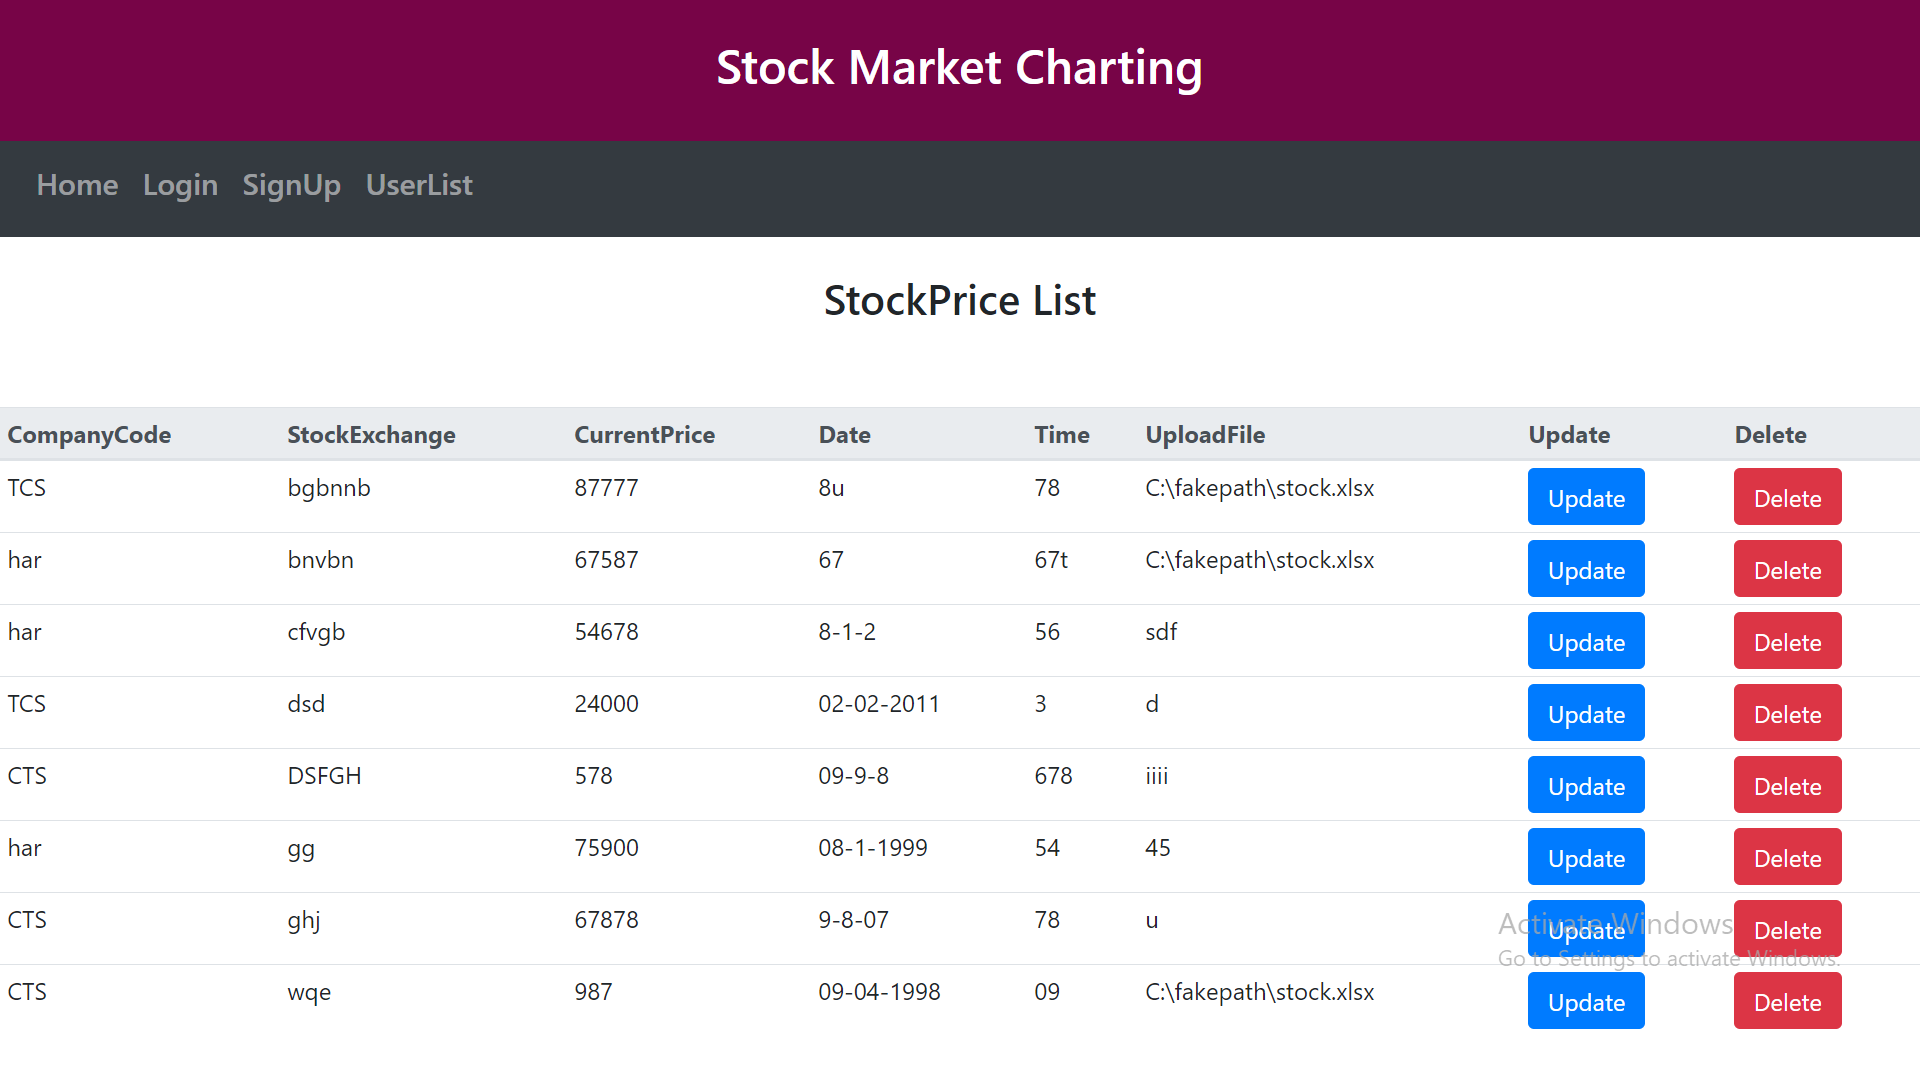 Stock Market Charting
Home Login SignUp UserList
StockPrice List
CompanyCode StockExchange CurrentPrice Date Time UploadFile Update Delete
TCS bgbnnb 87777 8u 78 C:\fakepath\stock.xlsx Update Delete
har bnvbn 67587 67 67t C:\fakepath\stock.xlsx Update Delete
har cfvgb 54678 8-1-2 56 sdf Update Delete
TCS dsd 24000 02-02-2011 3 d Update Delete
CTS DSFGH 578 09-9-8 678 iiii Update Delete
har gg 75900 08-1-1999 54 45 Update Delete
CTS ghj 67878 9-8-07 78 u Update Delete
Activate Windows
Go to Settings to activate Windows.
CTS wqe 987 09-04-1998 09 C:\fakepath\stock.xlsx Update Delete